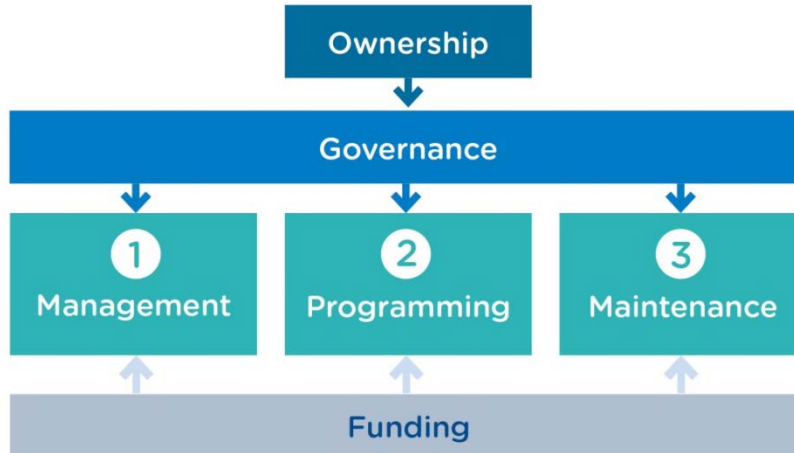 Ownership
Governance
1
2
3
Management
Programming
Maintenance
Funding